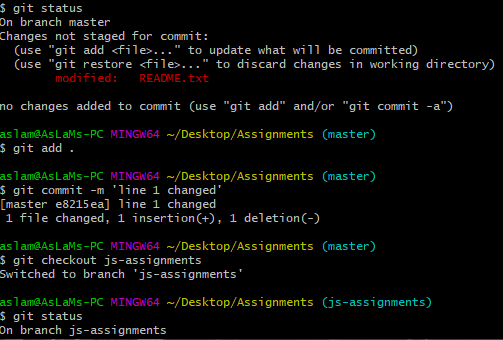 $ git status
On branch master
Changes not staged for commit:
  (use "git add <file>..." to update what will be committed)
  (use "git restore <file>..." to discard changes in working directory)
        modified:   README.txt

no changes added to commit (use "git add" and/or "git commit -a")

aslam@AsLaMs-PC MINGW64 ~/Desktop/Assignments (master)
$ git add .

aslam@AsLaMs-PC MINGW64 ~/Desktop/Assignments (master)
$ git commit -m 'line 1 changed'
[master e8215ea] line 1 changed
 1 file changed, 1 insertion(+), 1 deletion(-)

aslam@AsLaMs-PC MINGW64 ~/Desktop/Assignments (master)
$ git checkout js-assignments
Switched to branch 'js-assignments'

aslam@AsLaMs-PC MINGW64 ~/Desktop/Assignments (js-assignments)
$ git status
On branch js-assignments